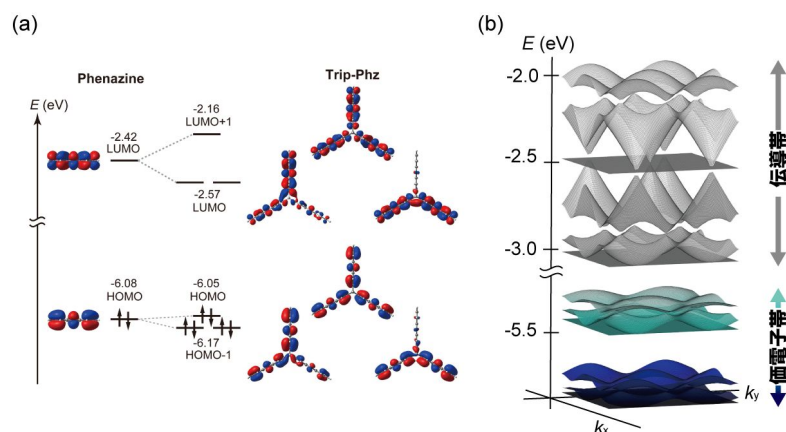 (a)
Phenazine
Trip-Phz
E (eV)
-2.16
LUMO+1
-2.42
LUMO
-2.57
LUMO
-6.08
HOMO
-6.05
HOMO
-6.17
HOMO-1
(b)
E (eV)
-2.0
-2.5
-3.0
-5.5
伝導帯
価電子帯
ky
kx